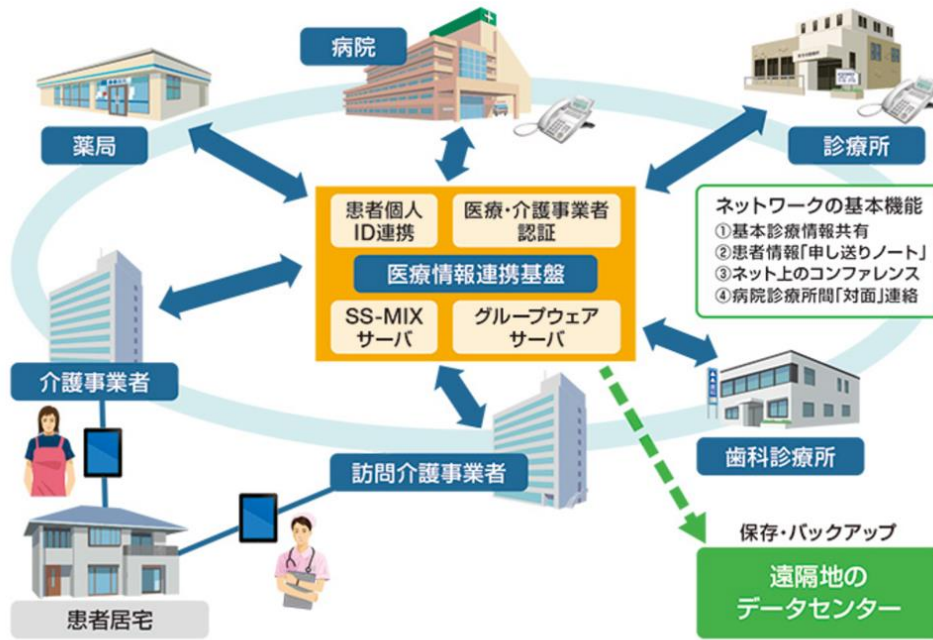 病院
薬局
診療所
患者個人
ID連携
医療・介護事業者
認証
医療情報連携基盤
SS-MIX
サーバ
グループウェア
サーバ
ネットワークの基本機能
①基本診療情報共有
②患者情報「申し送りノート」
③ネット上のコンファレンス
④病院診療所間「対面」連絡
介護事業者
訪問介護事業者
歯科診療所
患者居宅
保存・バックアップ
遠隔地の
データセンター